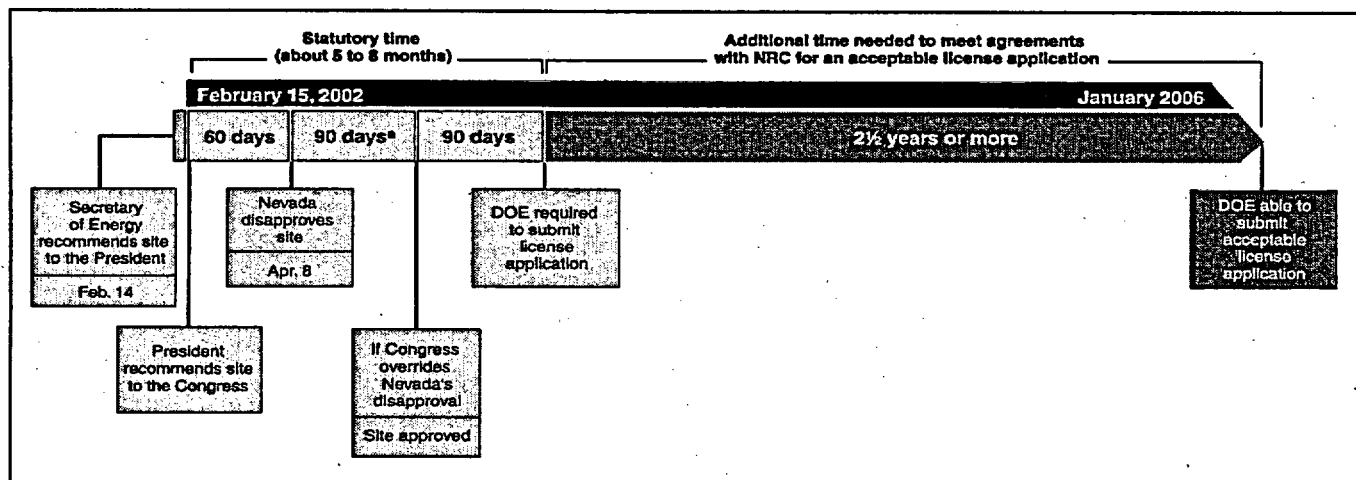 Statutory time
(about 5 to 8 months)
Additional time needed to meet agreements
with NRC for an acceptable license application
February 15, 2002
January 2006
60 days
90 daysᵃ
90 days
2½ years or more
Secretary
of Energy
recommends site
to the President
Feb. 14
Nevada
disapproves
site
Apr. 8
DOE required
to submit
license
application
DOE able to
submit
acceptable
license
application
President
recommends site
to the Congress
If Congress
overrides
Nevada's
disapproval
Site approved